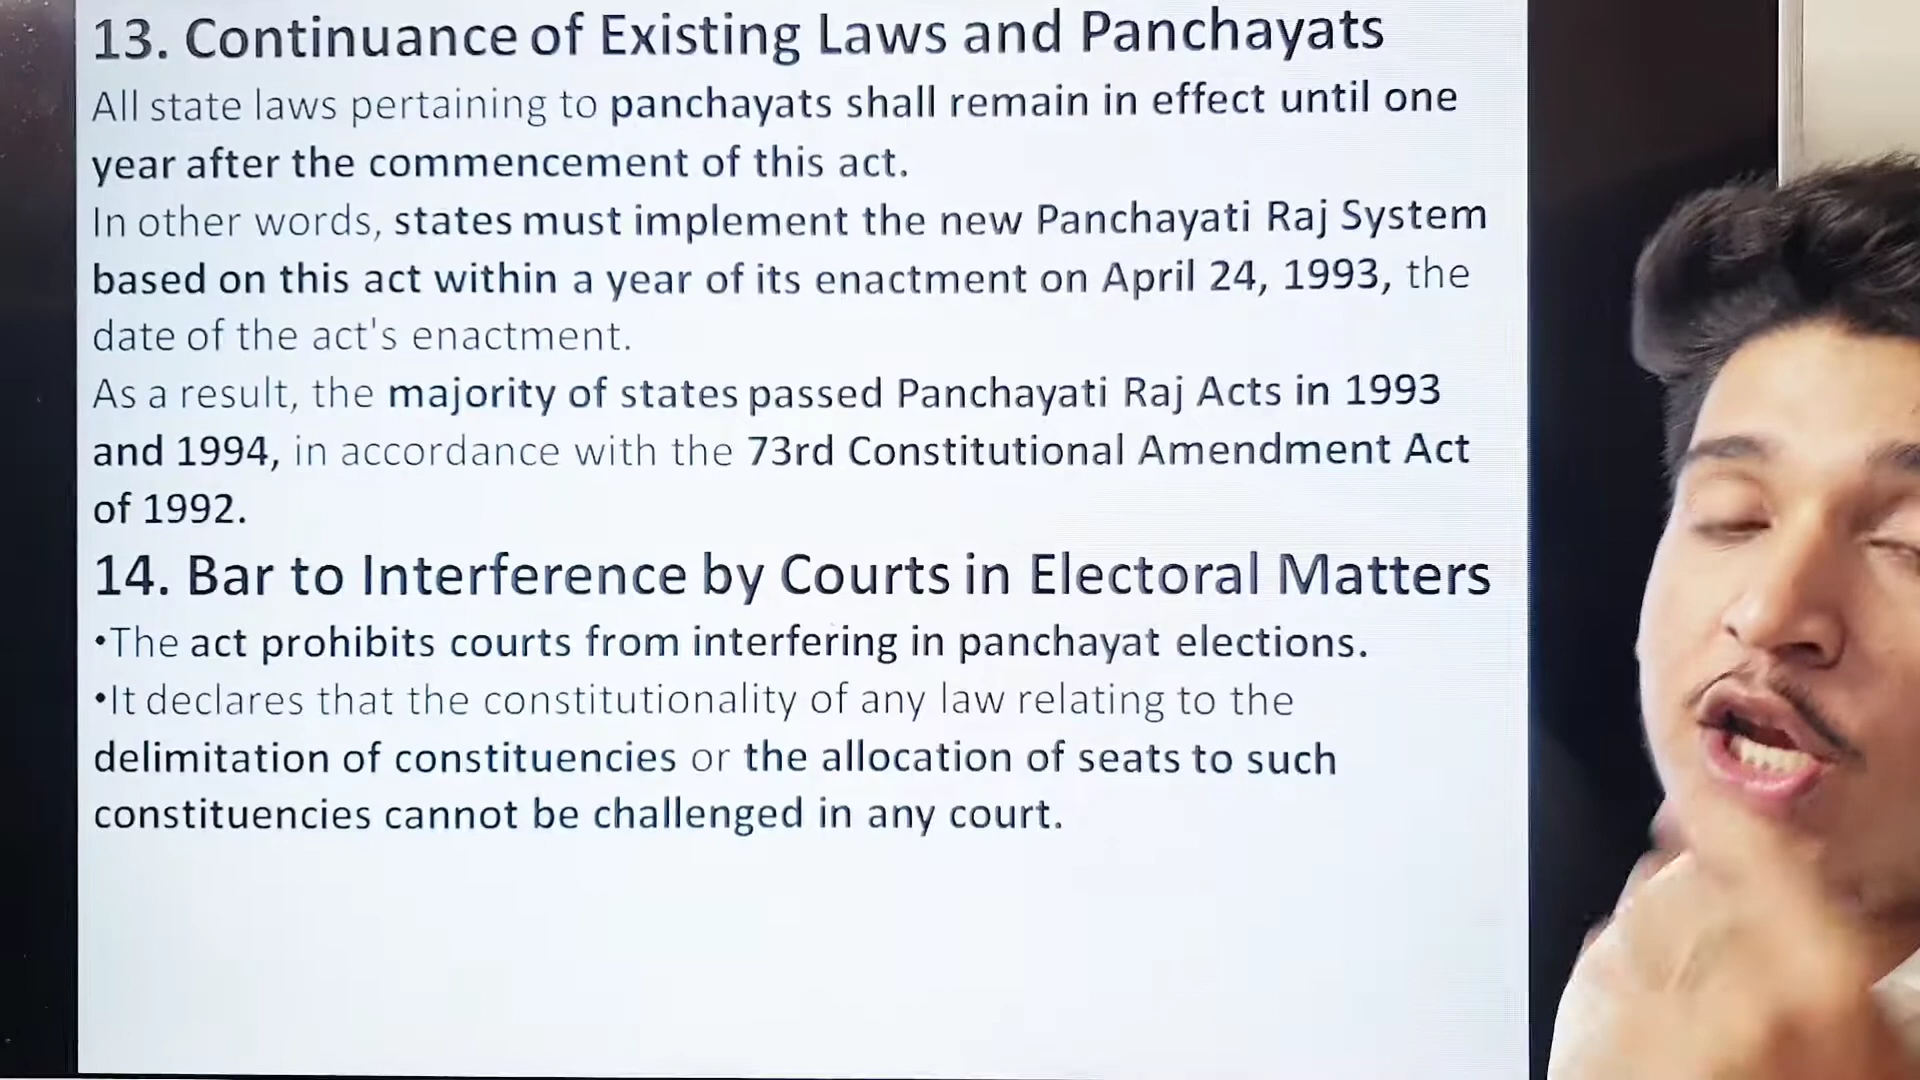 13. Continuance of Existing Laws and Panchayats
All state laws pertaining to panchayats shall remain in effect until one
year after the commencement of this act.
In other words, states must implement the new Panchayati Raj System
based on this act within a year of its enactment on April 24, 1993, the
date of the act's enactment.
As a result, the majority of states passed Panchayati Raj Acts in 1993
and 1994, in accordance with the 73rd Constitutional Amendment Act
of 1992.
14. Bar to Interference by Courts in Electoral Matters
•The act prohibits courts from interfering in panchayat elections.
•It declares that the constitutionality of any law relating to the
delimitation of constituencies or the allocation of seats to such
constituencies cannot be challenged in any court.